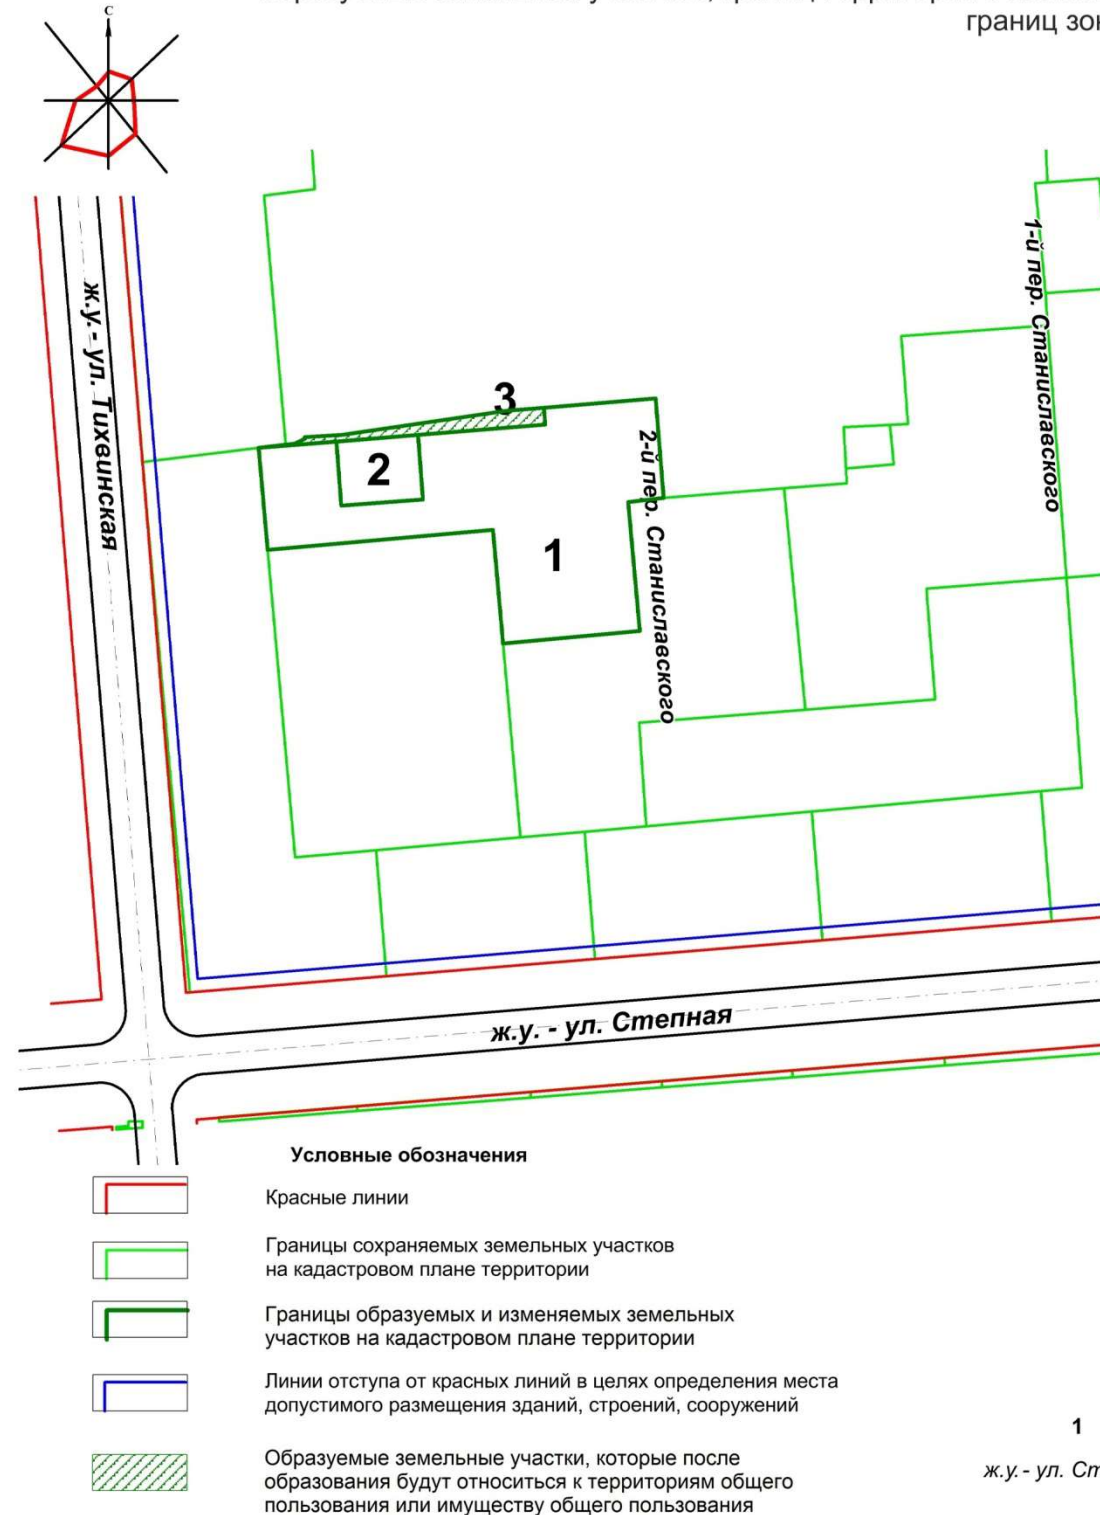 границ зон
С
1-й пер. Станиславского
ж.у. - ул. Тихвинская
3
2
2-й пер. Станиславского
1
ж.у. - ул. Степная
Условные обозначения
Красные линии
Границы сохраняемых земельных участков
на кадастровом плане территории
Границы образуемых и изменяемых земельных
участков на кадастровом плане территории
Линии отступа от красных линий в целях определения места
допустимого размещения зданий, строений, сооружений
1
Образуемые земельные участки, которые после
образования будут относиться к территориям общего
пользования или имуществу общего пользования
ж.у. - ул. Ст